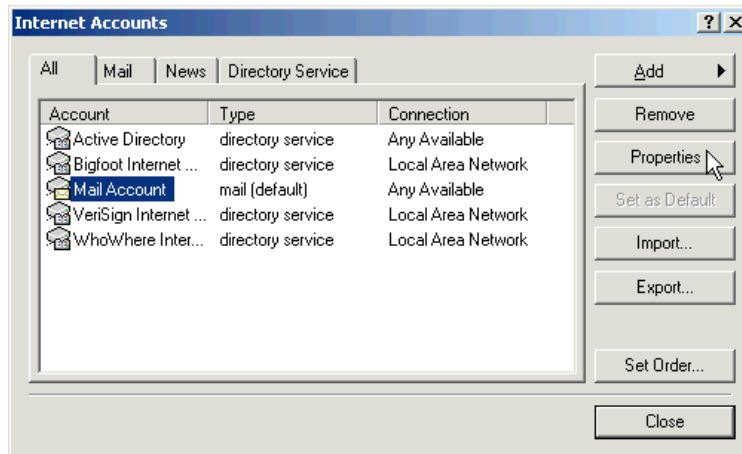 Internet Accounts
All Mail News Directory Service
Add
Account Type Connection
Remove
Active Directory directory service Any Available
Bigfoot Internet ... directory service Local Area Network
Properties
Mail Account mail (default) Any Available
Set as Default
VeriSign Internet ... directory service Local Area Network
WhoWhere Inter... directory service Local Area Network
Import...
Export...
Set Order...
Close